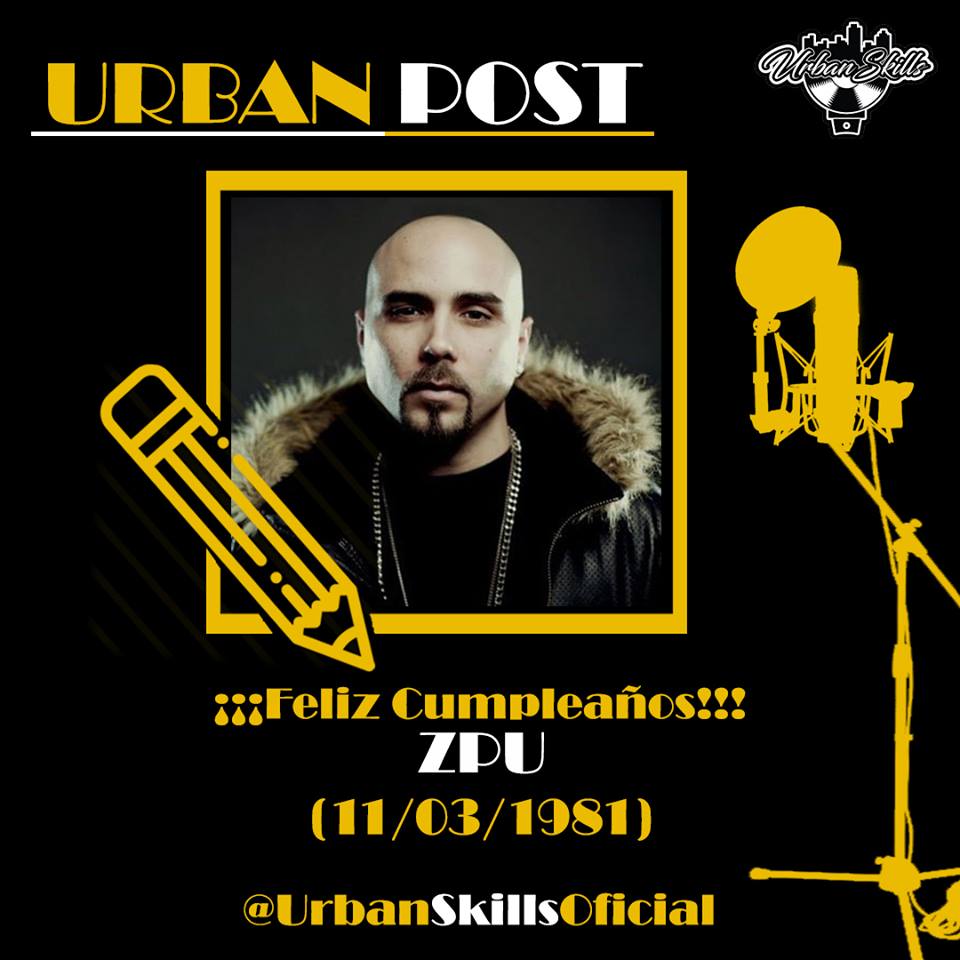 URBAN POST
Urban Skills
¡¡¡Feliz Cumpleaños!!!
ZPU
(11/03/1981)
@UrbanSkillsOficial